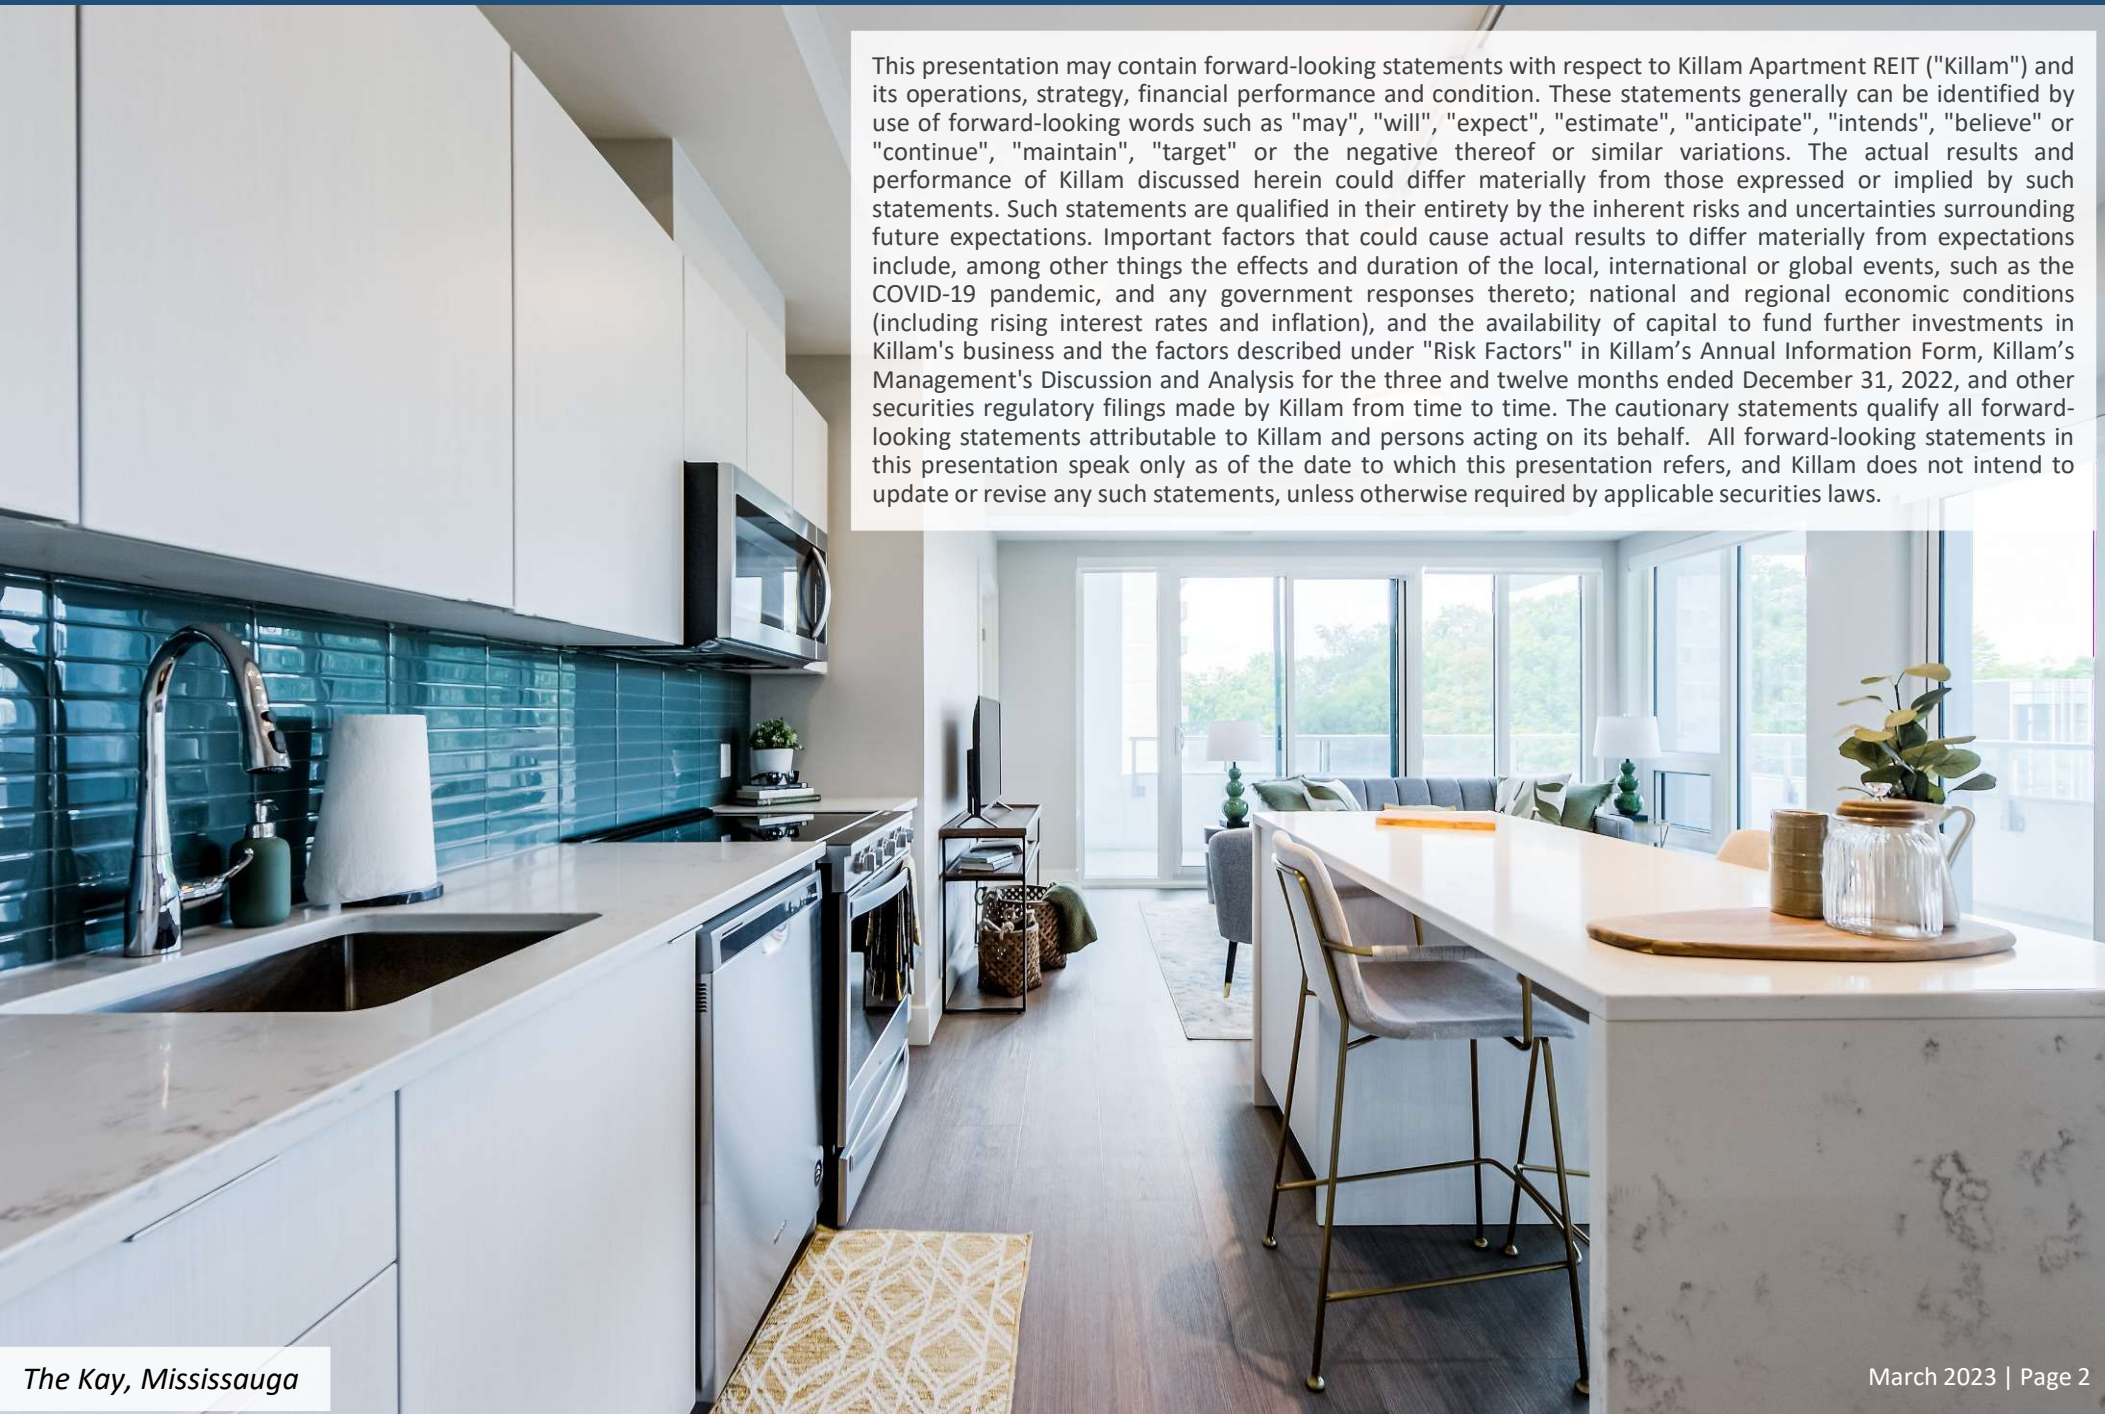 This presentation may contain forward-looking statements with respect to Killam Apartment REIT ("Killam") and
its operations, strategy, financial performance and condition. These statements generally can be identified by
use of forward-looking words such as "may", "will", "expect", "estimate", "anticipate", "intends", "believe" or
"continue", "maintain", "target" or the negative thereof or similar variations. The actual results and
performance of Killam discussed herein could differ materially from those expressed or implied by such
statements. Such statements are qualified in their entirety by the inherent risks and uncertainties surrounding
future expectations. Important factors that could cause actual results to differ materially from expectations
include, among other things the effects and duration of the local, international or global events, such as the
COVID-19 pandemic, and any government responses thereto; national and regional economic conditions
(including rising interest rates and inflation), and the availability of capital to fund further investments in
Killam's business and the factors described under "Risk Factors" in Killam’s Annual Information Form, Killam’s
Management's Discussion and Analysis for the three and twelve months ended December 31, 2022, and other
securities regulatory filings made by Killam from time to time. The cautionary statements qualify all forward-
looking statements attributable to Killam and persons acting on its behalf.  All forward-looking statements in
this presentation speak only as of the date to which this presentation refers, and Killam does not intend to
update or revise any such statements, unless otherwise required by applicable securities laws.
The Kay, Mississauga
March 2023 | Page 2